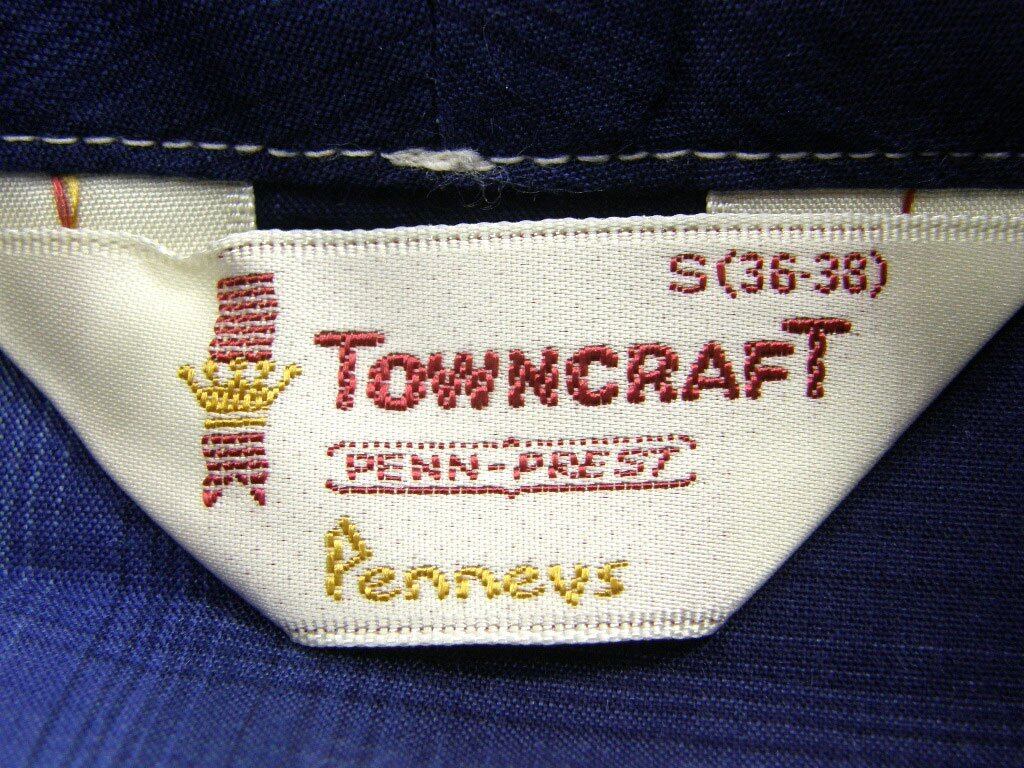 S (36-38)
TOWNCRAFT
PENN-PREST
Penneys